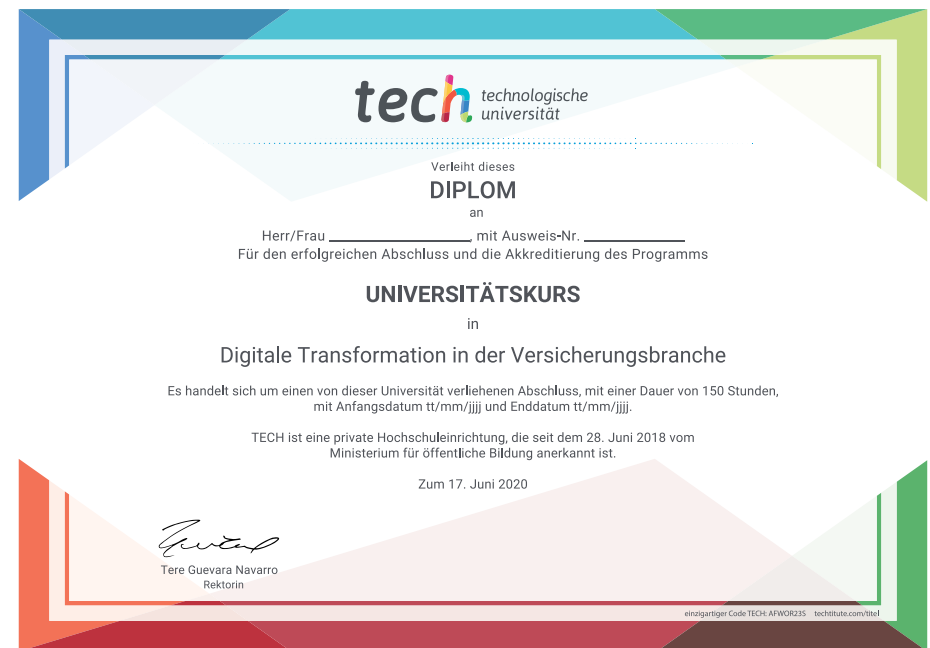 tech technologische
universität
Verleiht dieses
DIPLOM
an
Herr/Frau ____________________, mit Ausweis-Nr. ______________
Für den erfolgreichen Abschluss und die Akkreditierung des Programms
UNIVERSITÄTSKURS
in
Digitale Transformation in der Versicherungsbranche
Es handelt sich um einen von dieser Universität verliehenen Abschluss, mit einer Dauer von 150 Stunden,
mit Anfangsdatum tt/mm/jjjj und Enddatum tt/mm/jjjj.
TECH ist eine private Hochschuleinrichtung, die seit dem 28. Juni 2018 vom
Ministerium für öffentliche Bildung anerkannt ist.
Zum 17. Juni 2020
Tere Guevara Navarro
Rektorin
einzigartiger Code TECH: AFWOR23S techtitute.com/titel